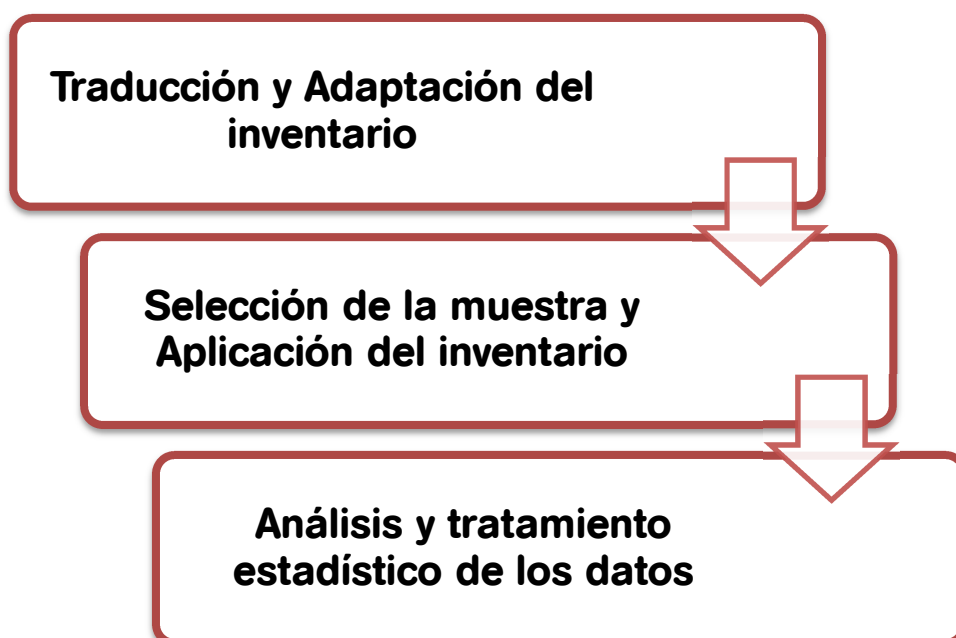 Traducción y Adaptación del
inventario
Selección de la muestra y
Aplicación del inventario
Análisis y tratamiento
estadístico de los datos